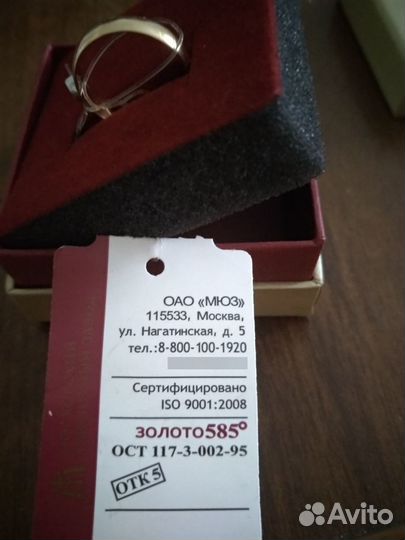 ОАО «МЮЗ»
115533, Москва,
ул. Нагатинская, д. 5
тел.:8-800-100-1920
Сертифицировано
ISO 9001:2008
ЗОЛОТО585°
ОСТ 117-3-002-95
ОТК 5
Avito